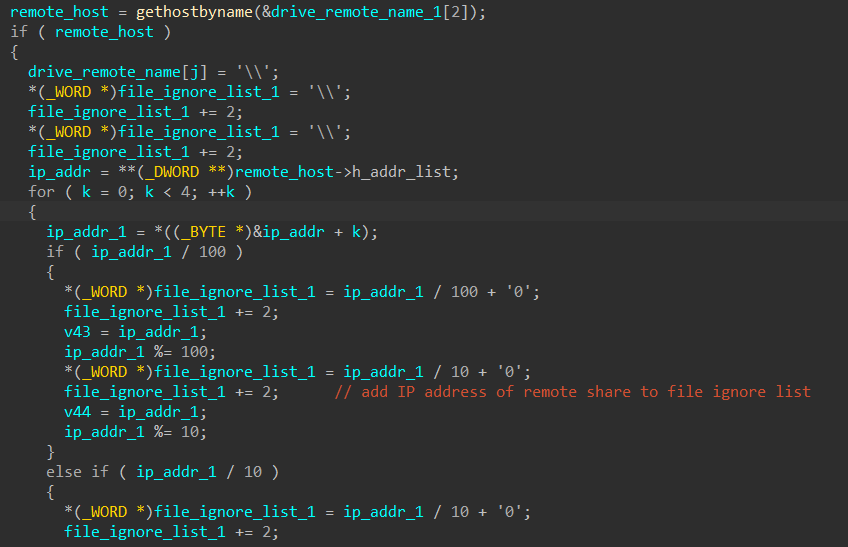 remote_host = gethostbyname(&drive_remote_name_1[2]);
if ( remote_host )
{
  drive_remote_name[j] = '\\';
  *(_WORD *)file_ignore_list_1 = '\\';
  file_ignore_list_1 += 2;
  *(_WORD *)file_ignore_list_1 = '\\';
  file_ignore_list_1 += 2;
  ip_addr = **(_DWORD **)remote_host->h_addr_list;
  for ( k = 0; k < 4; ++k )
  {
    ip_addr_1 = *((_BYTE *)&ip_addr + k);
    if ( ip_addr_1 / 100 )
    {
      *(_WORD *)file_ignore_list_1 = ip_addr_1 / 100 + '0';
      file_ignore_list_1 += 2;
      v43 = ip_addr_1;
      ip_addr_1 %= 100;
      *(_WORD *)file_ignore_list_1 = ip_addr_1 / 10 + '0';
      file_ignore_list_1 += 2;      // add IP address of remote share to file ignore list
      v44 = ip_addr_1;
      ip_addr_1 %= 10;
    }
    else if ( ip_addr_1 / 10 )
    {
      *(_WORD *)file_ignore_list_1 = ip_addr_1 / 10 + '0';
      file_ignore_list_1 += 2;